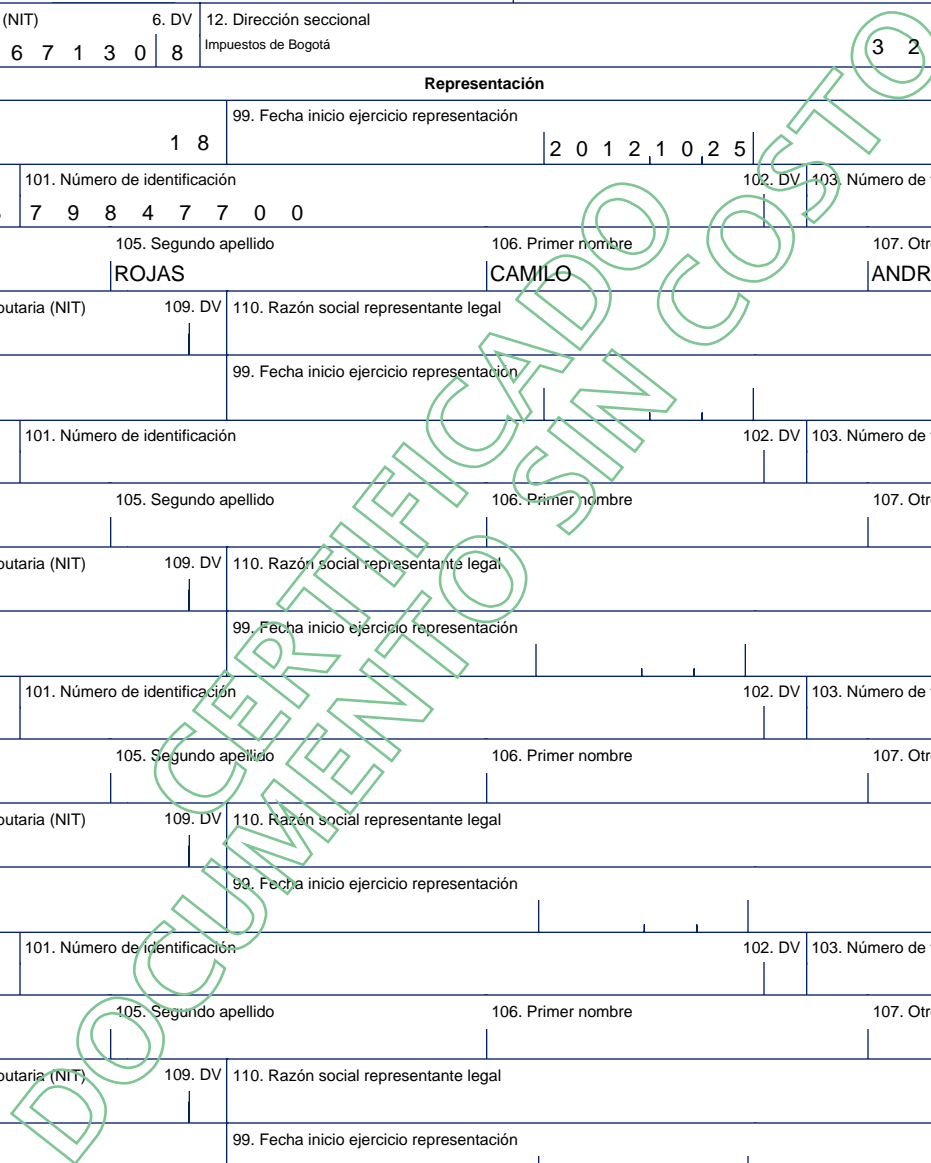 (NIT) 6. DV 12. Dirección seccional
6 7 1 3 0 8 Impuestos de Bogotá 3 2
Representación
99. Fecha inicio ejercicio representación
1 8 2 0 1 2 1 0 2 5
101. Número de identificación 102. DV 103. Número de
7 9 8 4 7 7 0 0
105. Segundo apellido 106. Primer nombre 107. Otr
ROJAS CAMILO ANDR
butaria (NIT) 109. DV 110. Razón social representante legal
99. Fecha inicio ejercicio representación
101. Número de identificación 102. DV 103. Número de
105. Segundo apellido 106. Primer nombre 107. Otr
butaria (NIT) 109. DV 110. Razón social representante legal
99. Fecha inicio ejercicio representación
101. Número de identificación 102. DV 103. Número de
105. Segundo apellido 106. Primer nombre 107. Otr
butaria (NIT) 109. DV 110. Razón social representante legal
99. Fecha inicio ejercicio representación
101. Número de identificación 102. DV 103. Número de
105. Segundo apellido 106. Primer nombre 107. Otr
butaria (NIT) 109. DV 110. Razón social representante legal
99. Fecha inicio ejercicio representación
CERTIFICADO
DOCUMENTO SIN COSTO